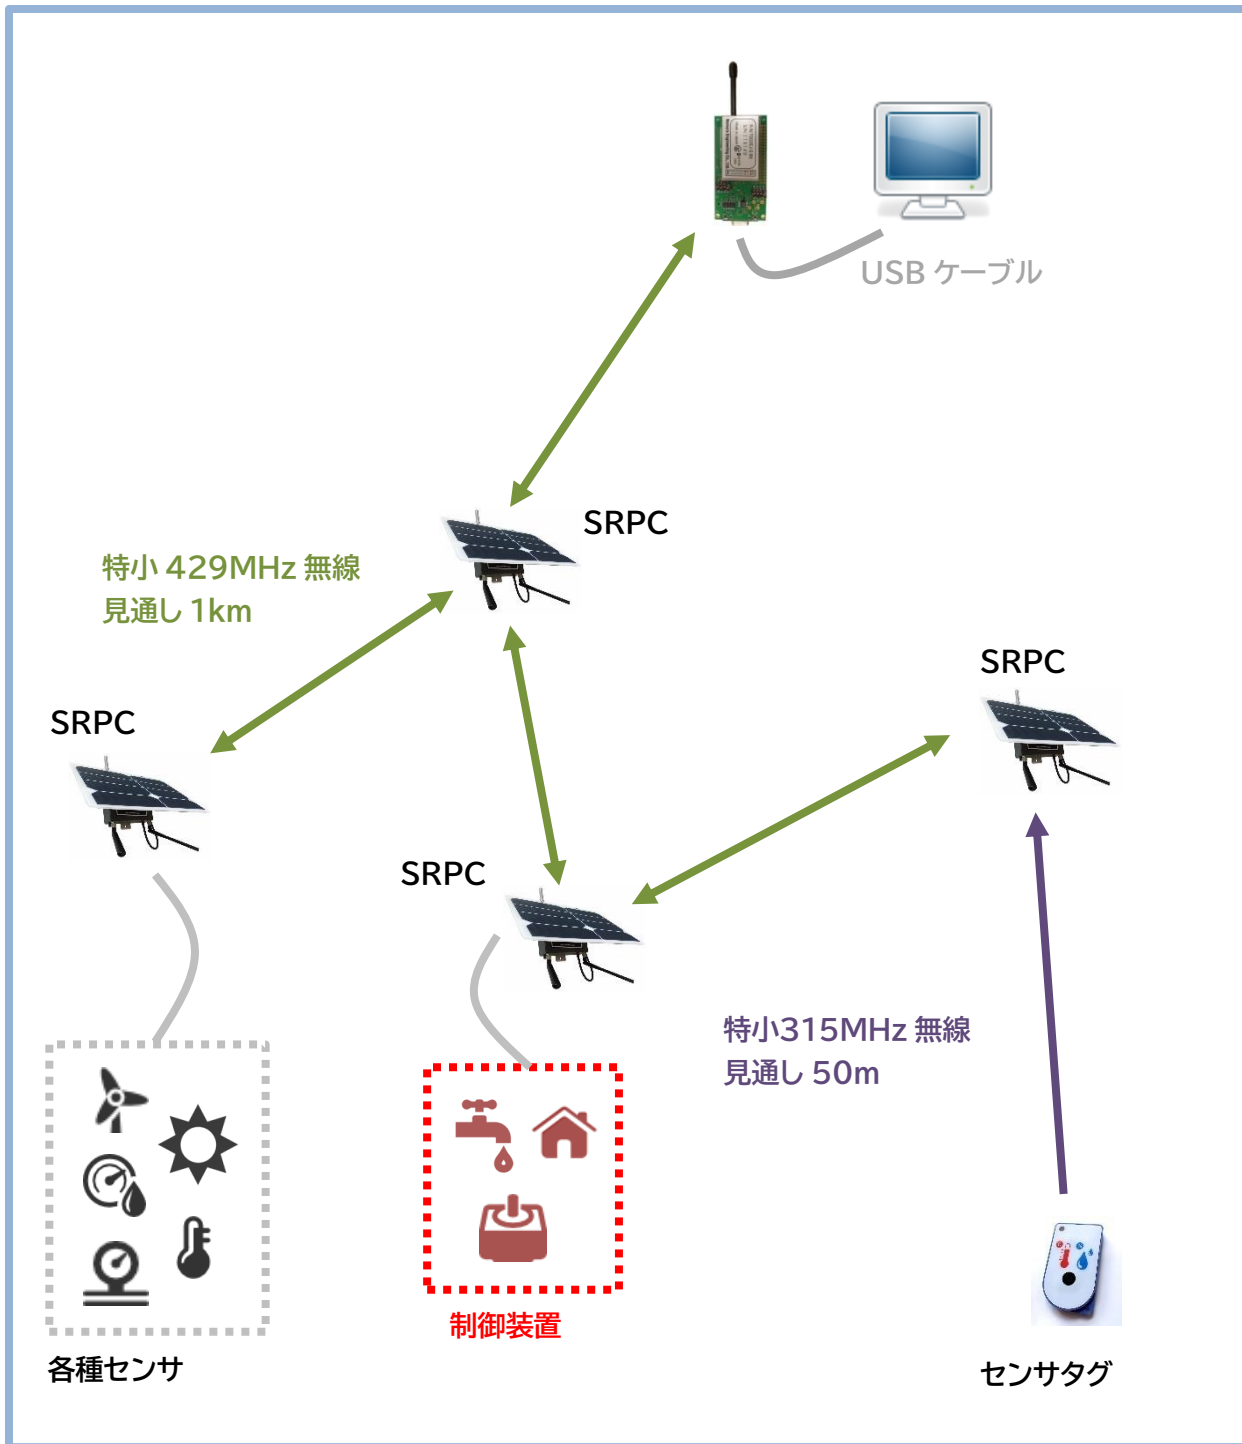 USB ケーブル
SRPC
特小 429MHz 無線
見通し 1km
SRPC
SRPC
SRPC
特小315MHz 無線
見通し 50m
制御装置
各種センサ
センサタグ